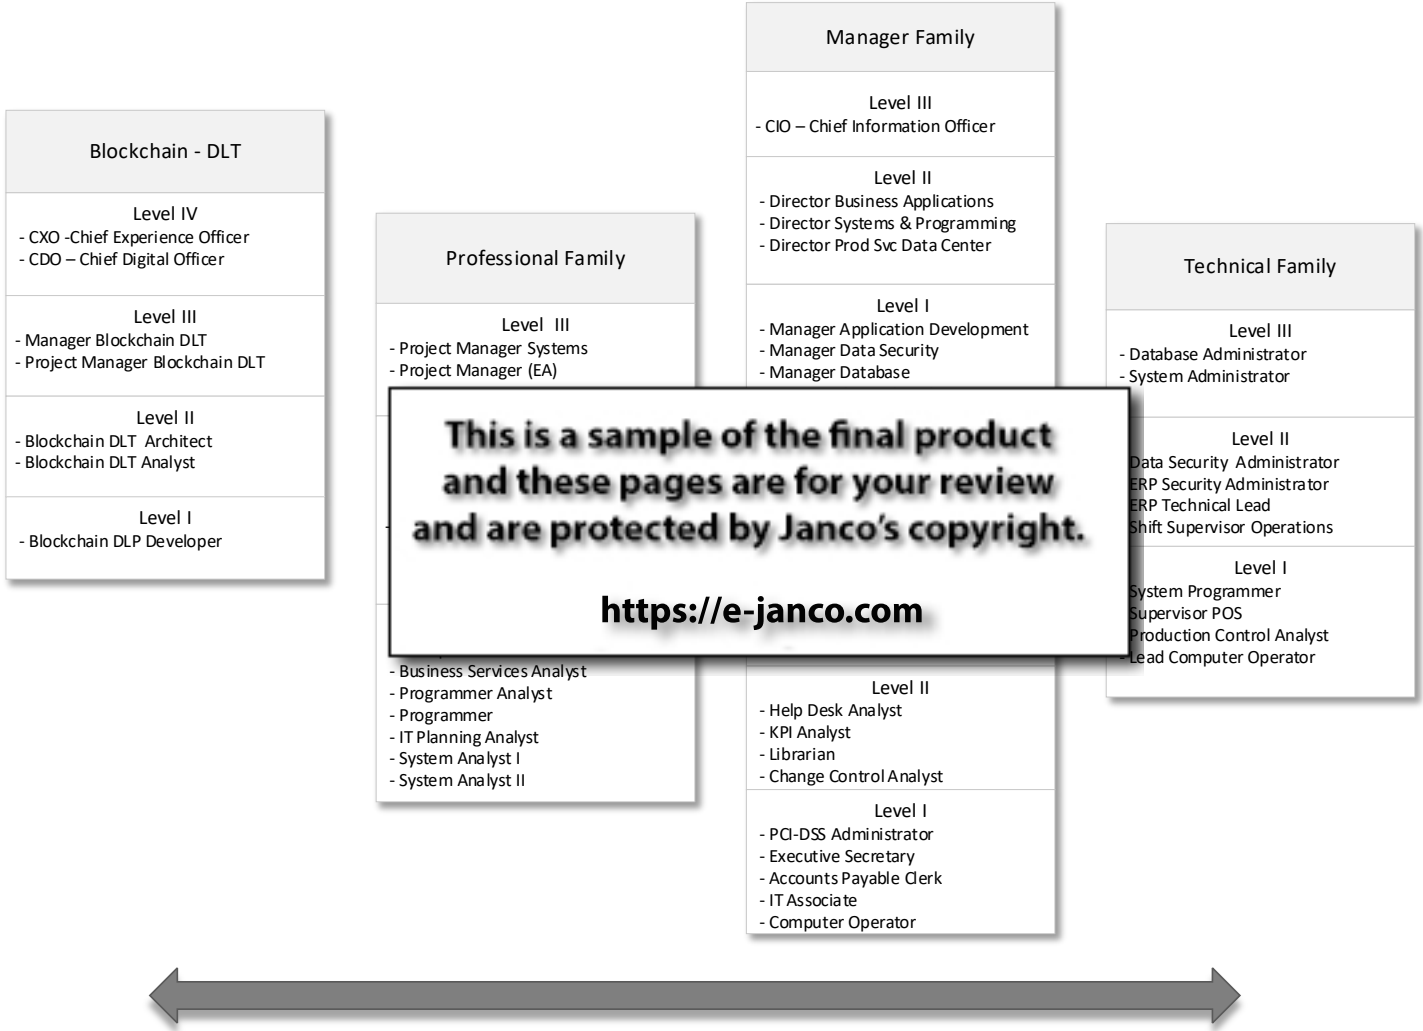 Manager Family
Level III
- CIO – Chief Information Officer
Level II
- Director Business Applications
- Director Systems & Programming
- Director Prod Svc Data Center
Level I
- Manager Application Development
- Manager Data Security
- Manager Database
Blockchain - DLT
Level IV
- CXO -Chief Experience Officer
- CDO – Chief Digital Officer
Level III
- Manager Blockchain DLT
- Project Manager Blockchain DLT
Level II
- Blockchain DLT Architect
- Blockchain DLT Analyst
Level I
- Blockchain DLP Developer
Professional Family
Level III
- Project Manager Systems
- Project Manager (EA)
Technical Family
Level III
- Database Administrator
- System Administrator
Level II
Data Security Administrator
ERP Security Administrator
ERP Technical Lead
Shift Supervisor Operations
Level I
System Programmer
Supervisor POS
Production Control Analyst
Lead Computer Operator
This is a sample of the final product
and these pages are for your review
and are protected by Janco's copyright.
https://e-janco.com
- Business Services Analyst
- Programmer Analyst
- Programmer
- IT Planning Analyst
- System Analyst I
- System Analyst II
Level II
- Help Desk Analyst
- KPI Analyst
- Librarian
- Change Control Analyst
Level I
- PCI-DSS Administrator
- Executive Secretary
- Accounts Payable Clerk
- IT Associate
- Computer Operator